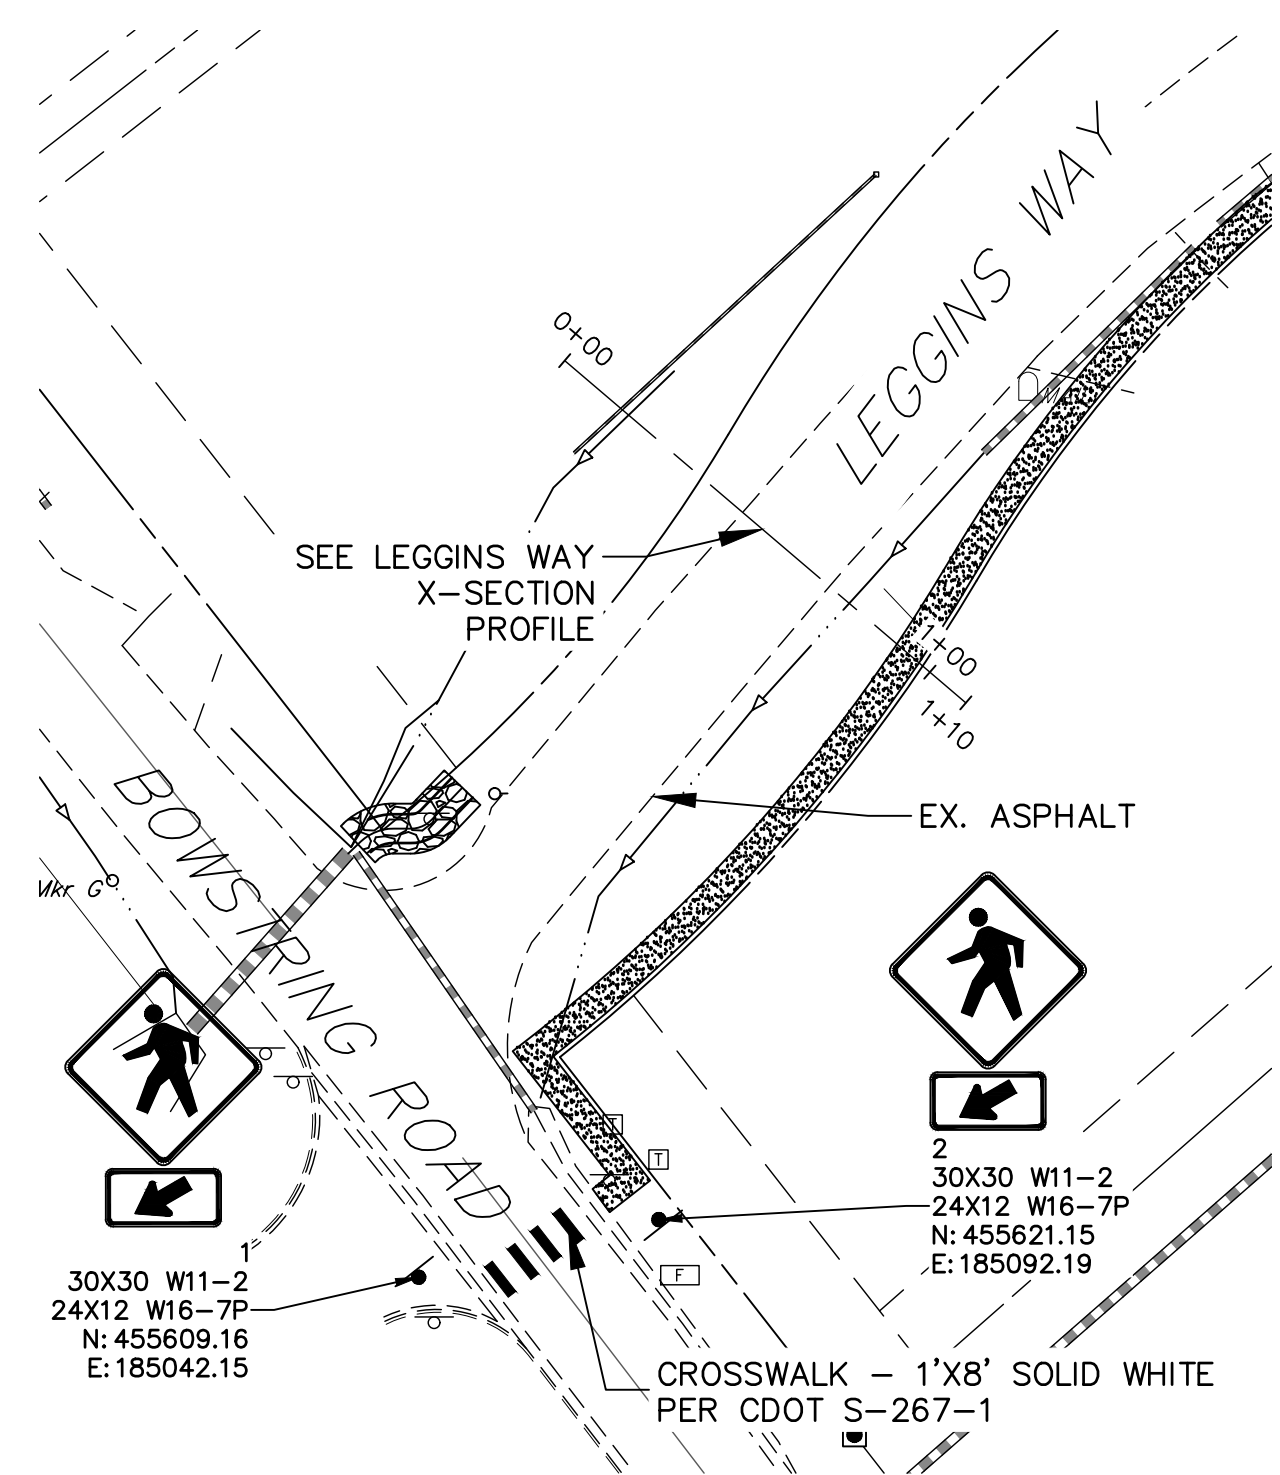 LEGGINS WAY
0+00
M
SEE LEGGINS WAY
X-SECTION
PROFILE
1+00
1+10
EX. ASPHALT
BOWSTRING ROAD
Mkr G
T
T
F
2
30X30 W11-2
24X12 W16-7P
N: 455621.15
E: 185092.19
1
30X30 W11-2
24X12 W16-7P
N: 455609.16
E: 185042.15
CROSSWALK - 1'X8' SOLID WHITE
PER CDOT S-267-1